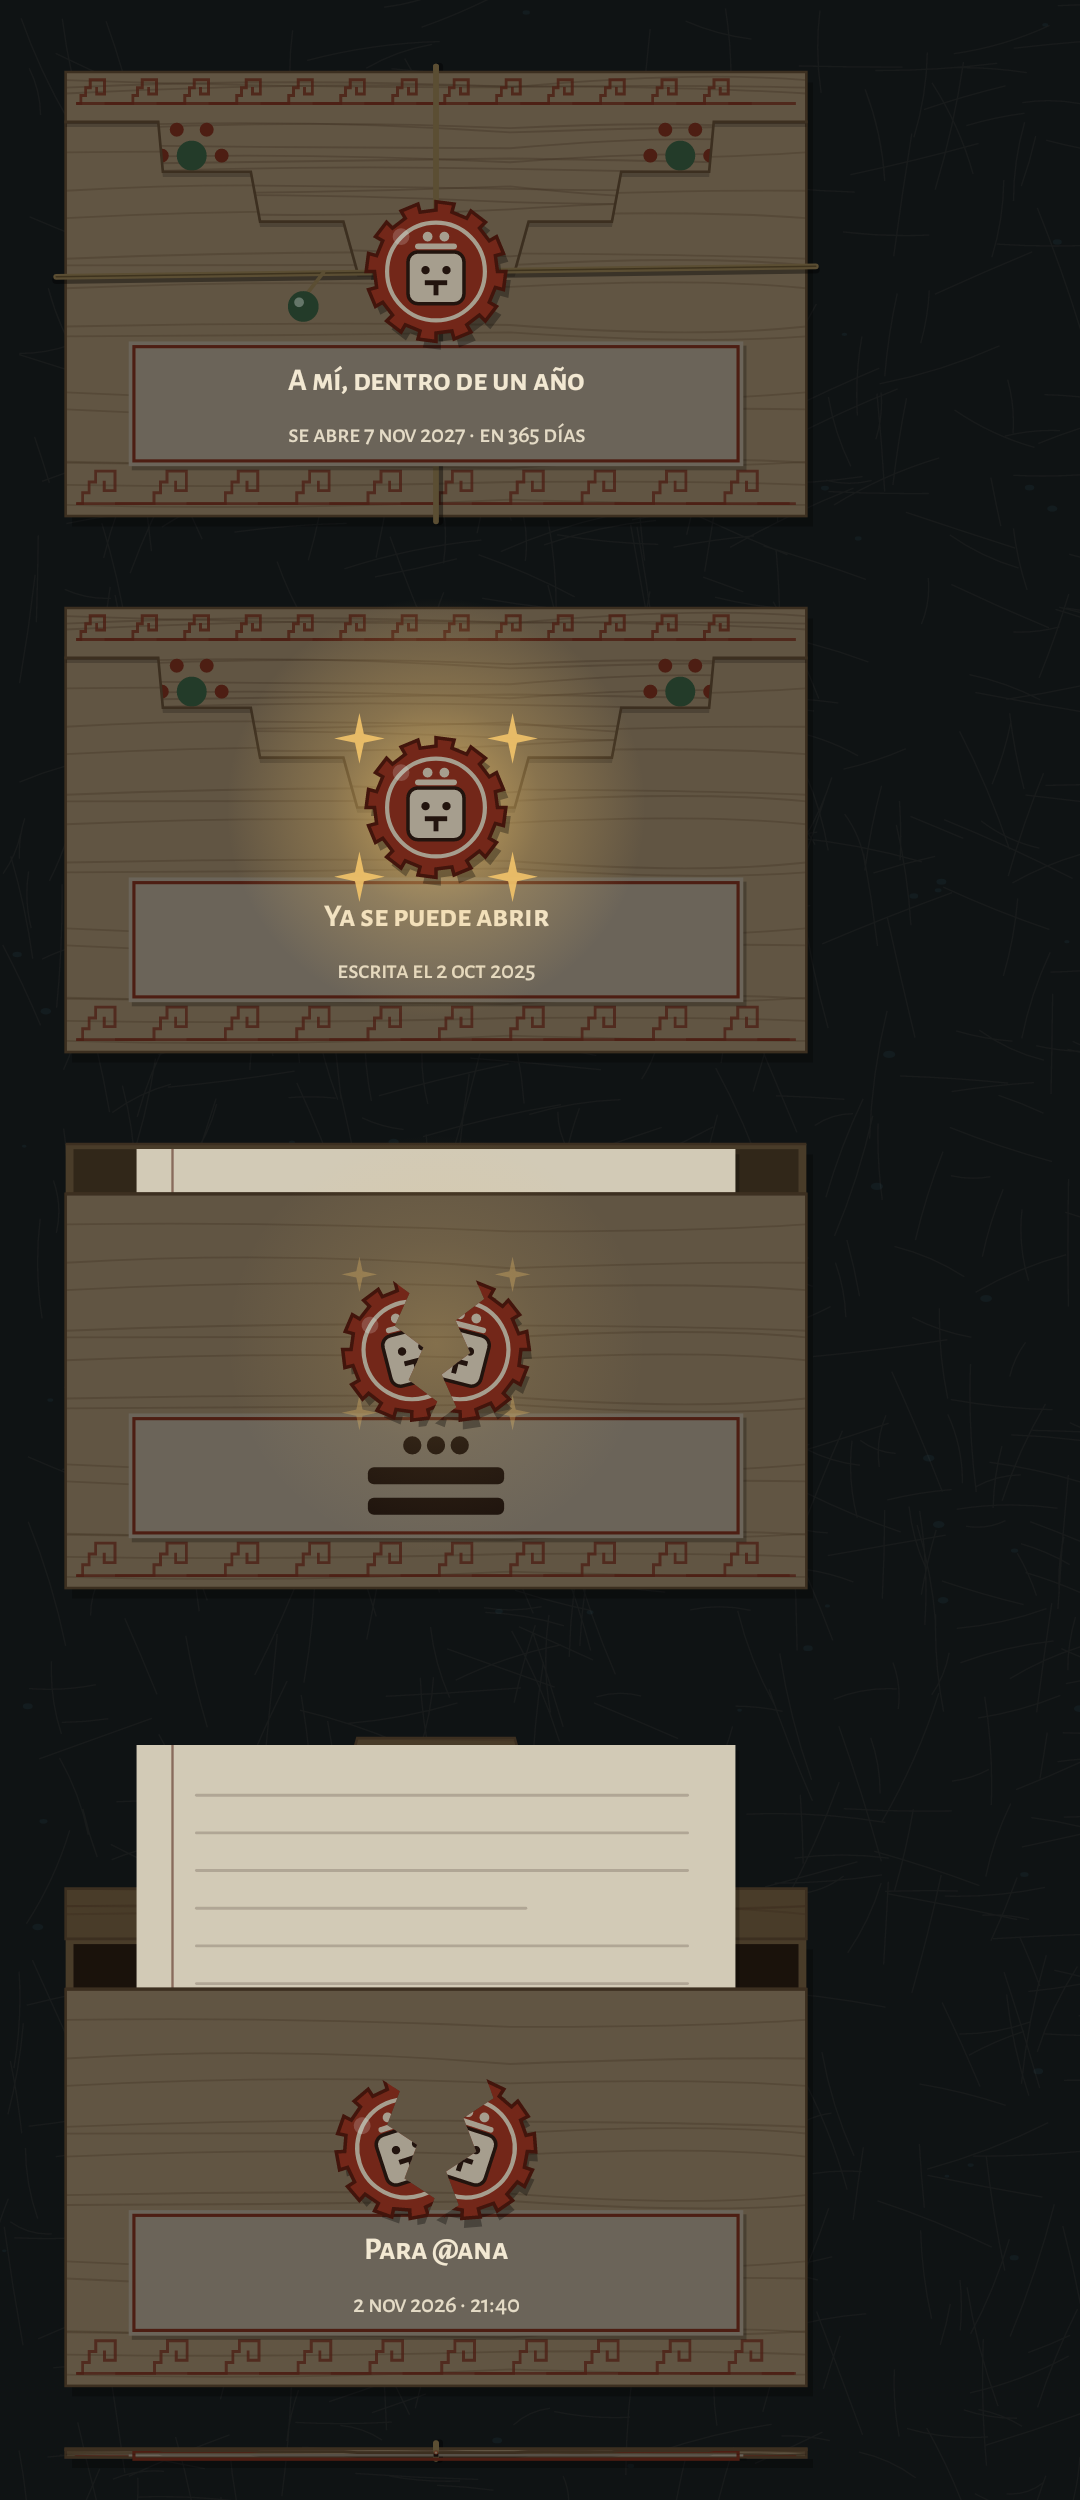 A mí, dentro de un año
se abre 7 nov 2027 · en 365 días
Ya se puede abrir
escrita el 2 oct 2025
Para @ana
2 nov 2026 · 21:40